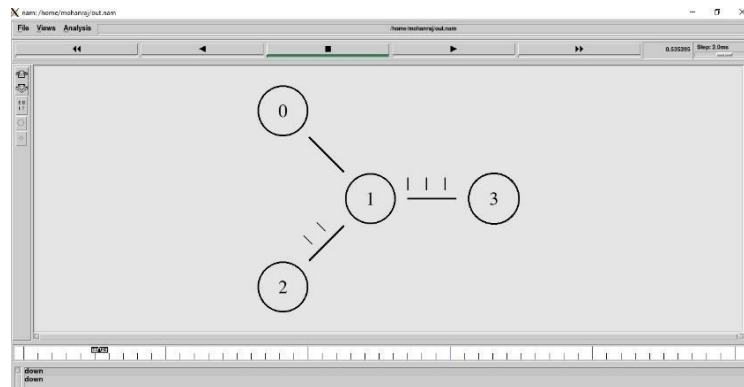 nam: /home/mohanraj/out.nam
File Views Analysis
/home/mohanraj/out.nam
0.535395
Step: 2.0ms
0
1
3
2
down
down